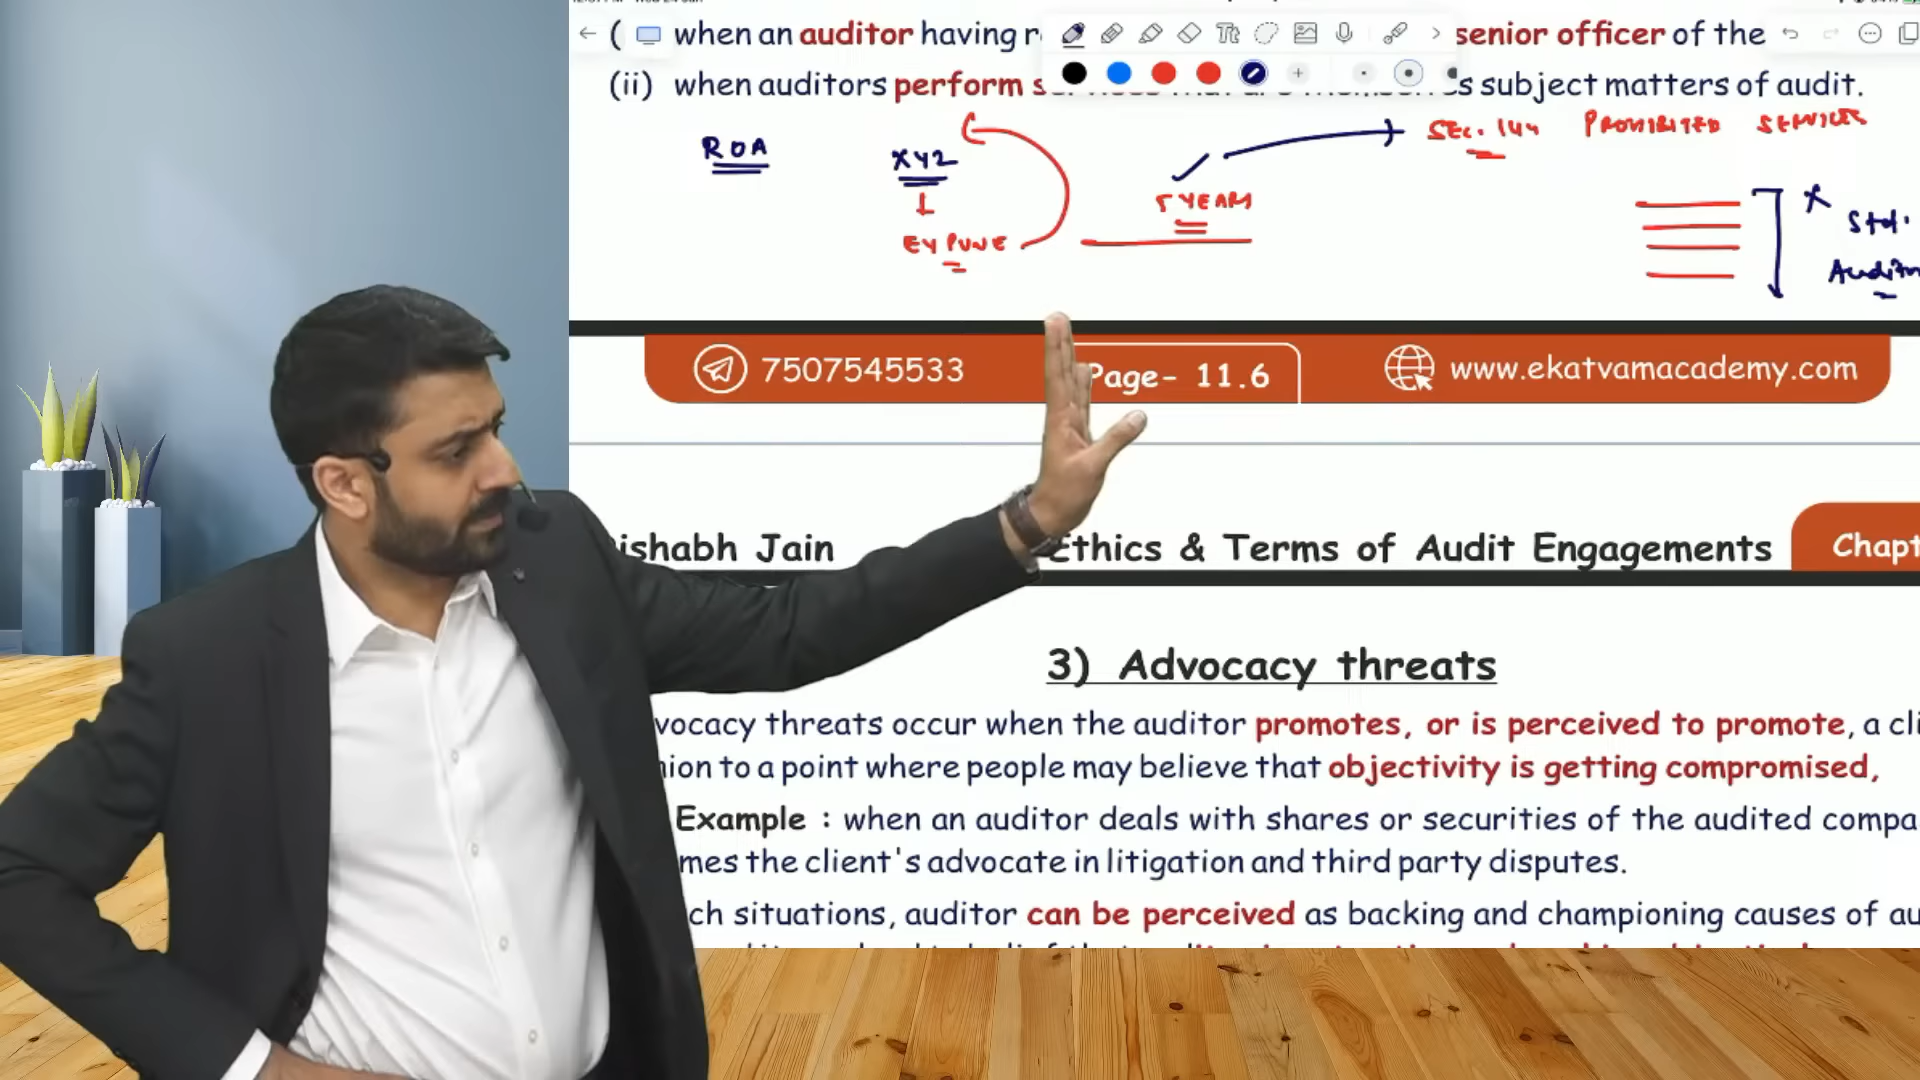 ( when an auditor having r senior officer of the
(ii) when auditors perform s subject matters of audit.
SEC. 144 PROHIBITED SERVICES
ROA XYZ
5 YEARS
EY PUNE
X
Stat.
Auditor
7507545533 Page- 11.6 www.ekatvamacademy.com
ishabh Jain Ethics & Terms of Audit Engagements Chapt
3) Advocacy threats
vocacy threats occur when the auditor promotes, or is perceived to promote, a cli
nion to a point where people may believe that objectivity is getting compromised,
Example : when an auditor deals with shares or securities of the audited compa
mes the client's advocate in litigation and third party disputes.
ch situations, auditor can be perceived as backing and championing causes of au